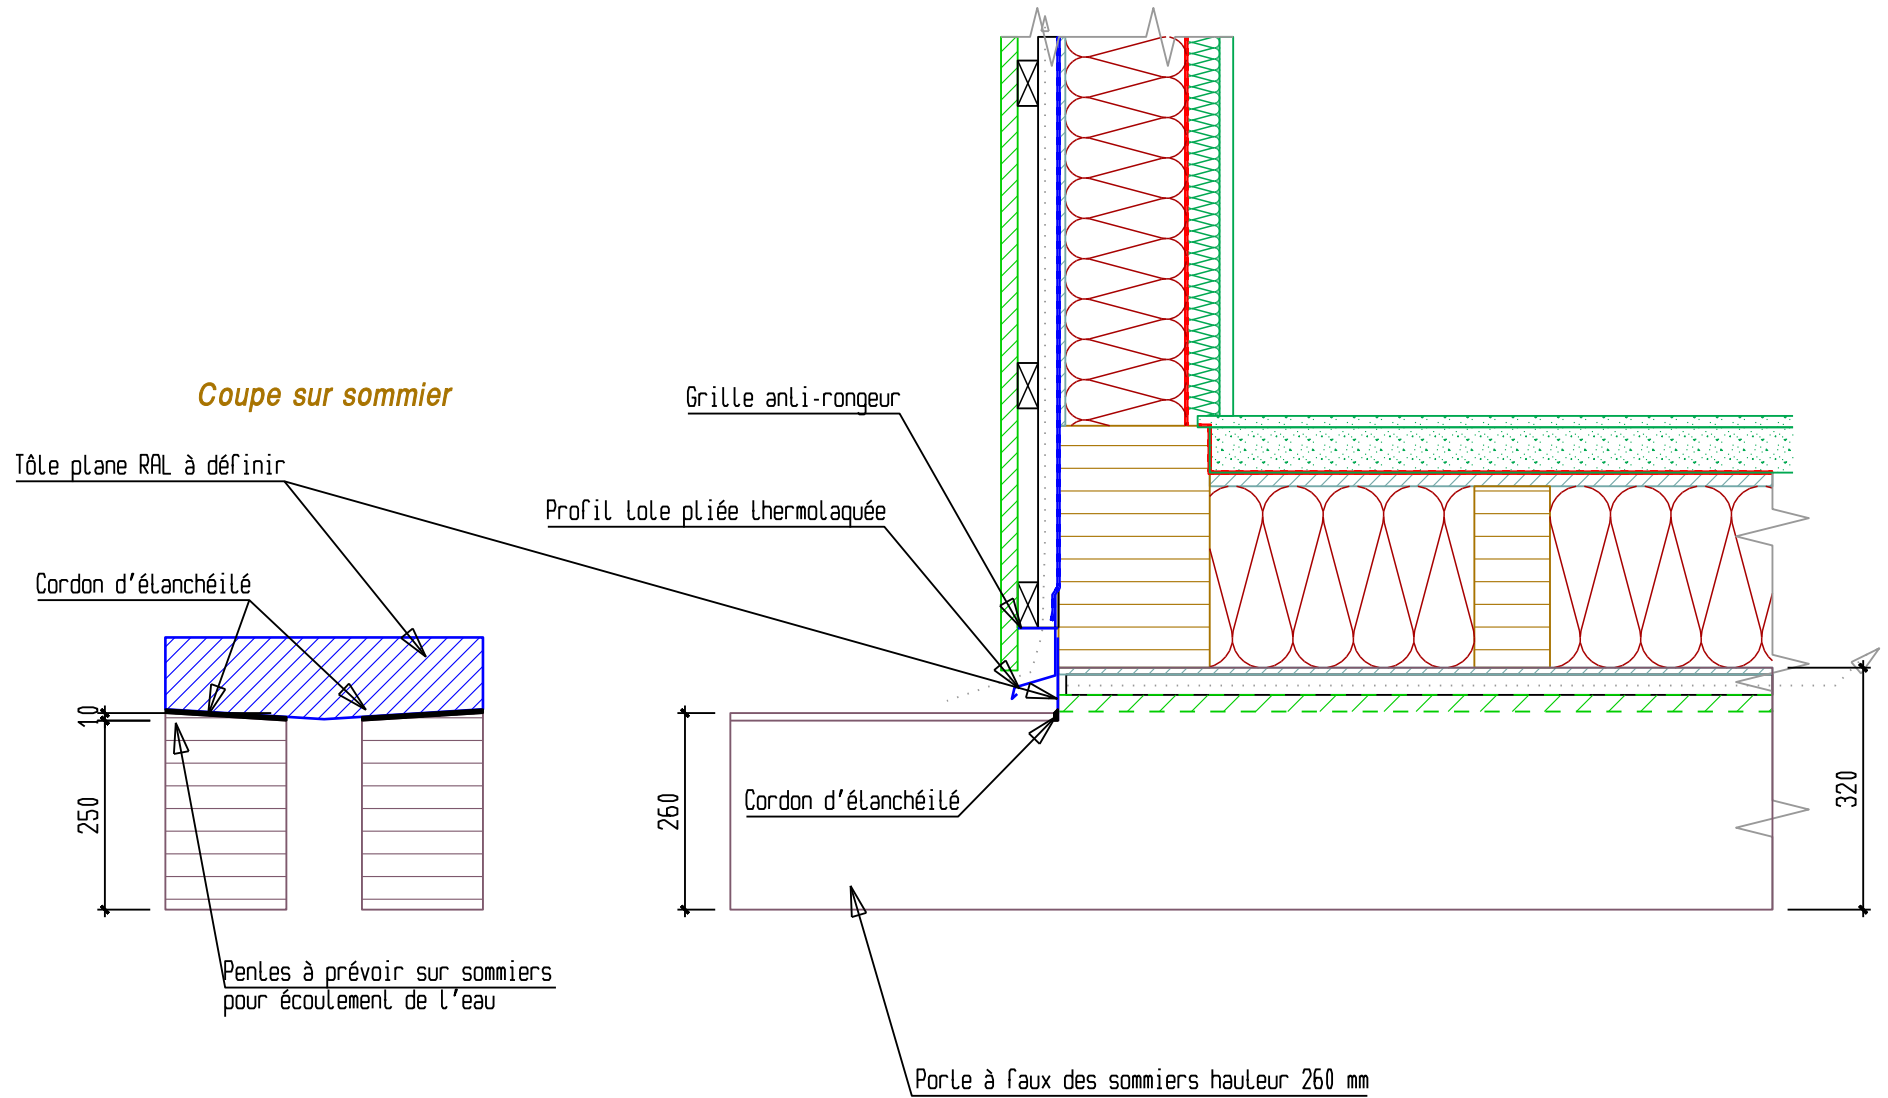 Coupe sur sommier
Grille anti-rongeur
Tôle plane RAL à définir
Profil tole pliée thermolaquée
Cordon d'étanchéité
10
250
260
Cordon d'étanchéité
320
Pentes à prévoir sur sommiers
pour écoulement de l'eau
Porte à faux des sommiers hauteur 260 mm